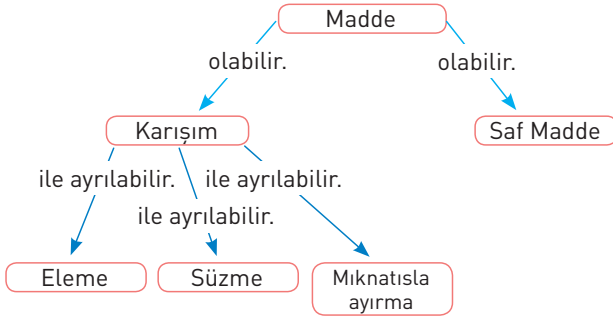 Madde
olabilir. olabilir.
Karışım Saf Madde
ile ayrılabilir. ile ayrılabilir.
ile ayrılabilir.
Eleme Süzme Mıknatısla
ayırma